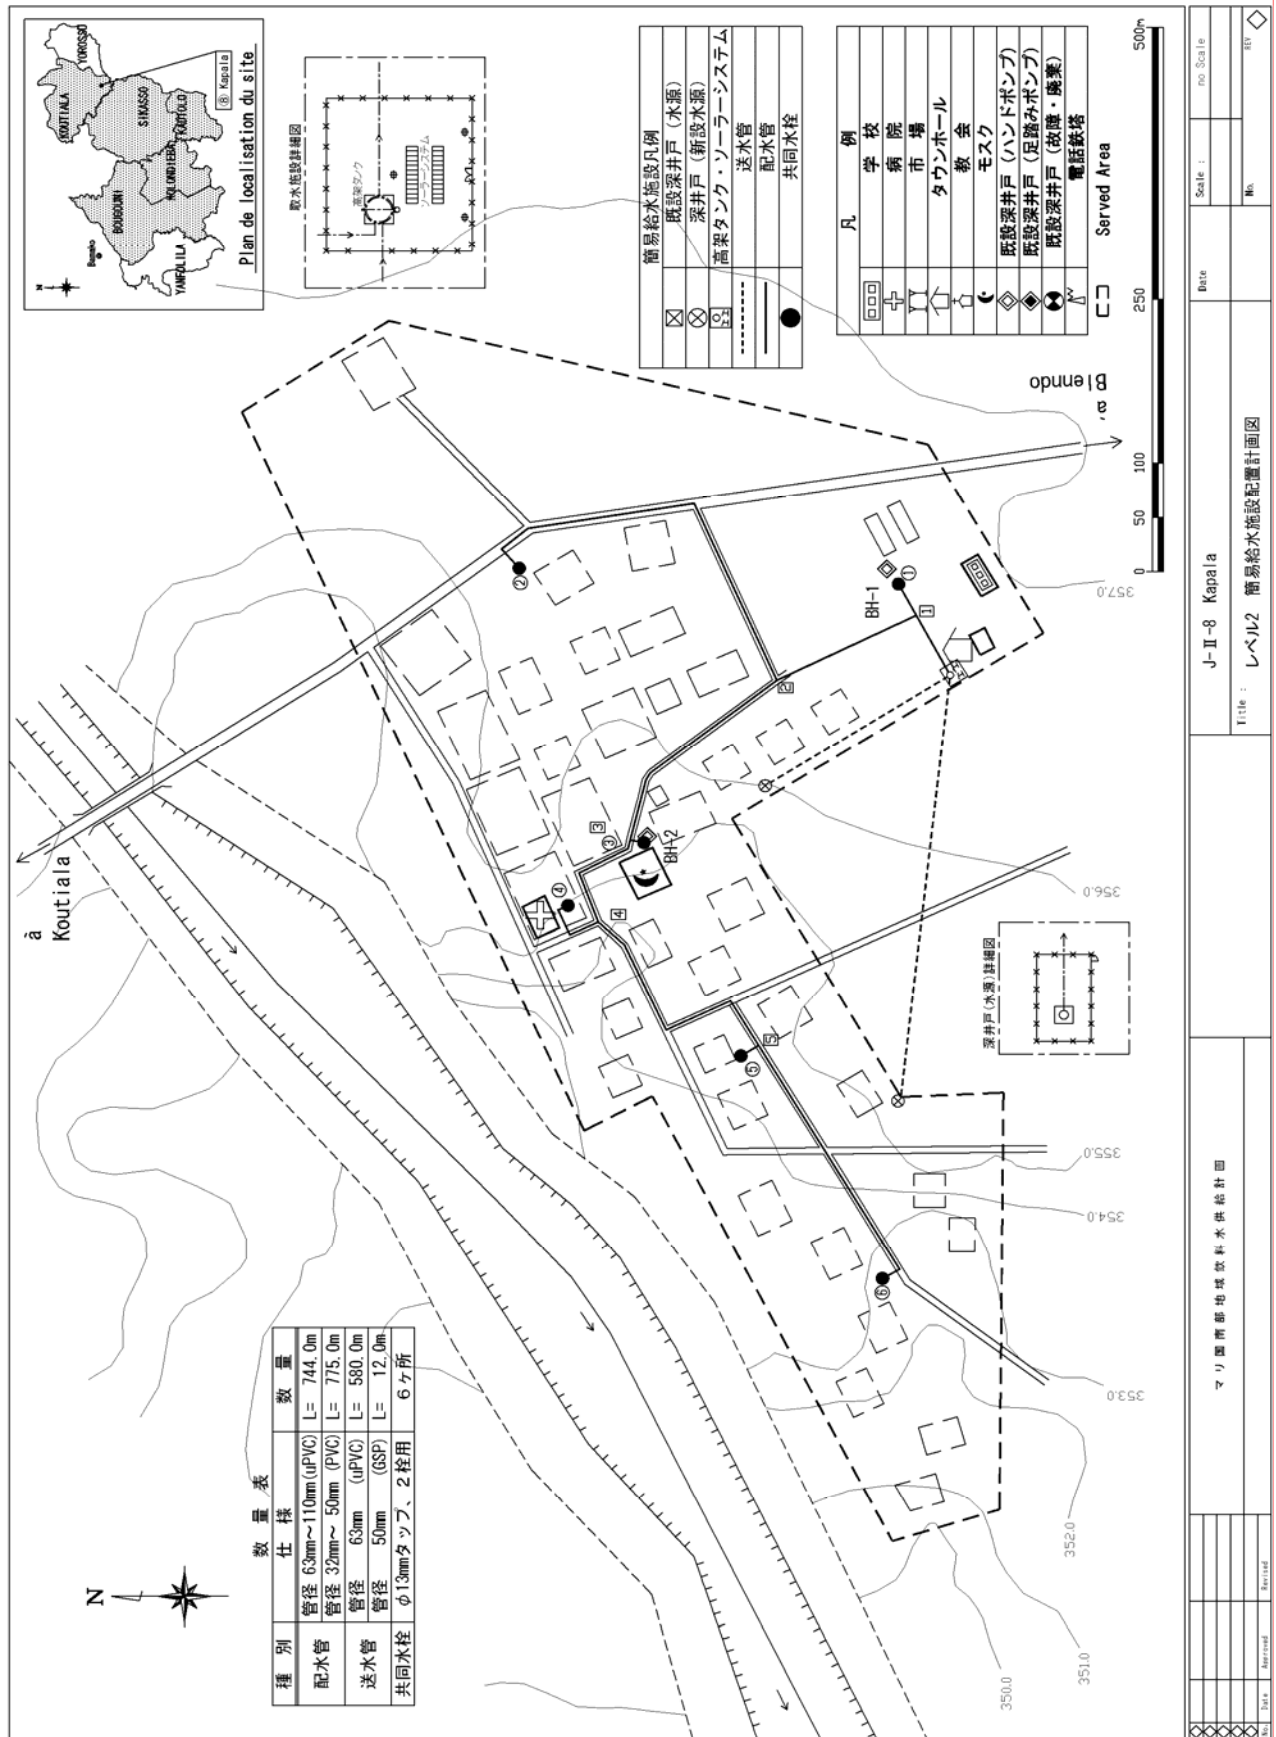 KOUTIALA
YOROSSO
SIKASSO
KADIOLO
KOLONDIEBA
BOUGOUNI
YANFOLILA
Bamako
N
⑧ Kapala
Plan de localisation du site
取水施設詳細図
高架タンク
ソーラーシステム
簡易給水施設凡例
既設深井戸（水源）
深井戸（新設水源）
高架タンク・ソーラーシステム
送水管
配水管
共同水栓
凡 例
学 校
病 院
市 場
タウンホール
教 会
モスク
既設深井戸（ハンドポンプ）
既設深井戸（足踏みポンプ）
既設深井戸（故障・廃棄）
電話鉄塔
Served Area
0 50 100 250 500m
à Koutiala
à Blenndo
BH-1
BH-2
①
②
③
④
⑤
⑥
1
2
3
4
5
357.0
356.0
355.0
354.0
353.0
352.0
351.0
350.0
深井戸（水源）詳細図
N
数 量 表
種 別 仕 様 数 量
配水管 管径 63mm～110mm(uPVC) L= 744.0m
管径 32mm～ 50mm (PVC) L= 775.0m
送水管 管径 63mm (uPVC) L= 580.0m
管径 50mm (GSP) L= 12.0m
共同水栓 φ13mmタップ、２栓用 6ヶ所
No. Date Approved Revised
マリ国南部地域飲料水供給計画
J-Ⅱ-8 Kapala
Title : レベル2 簡易給水施設配置計画図
Date
Scale : no Scale
No.
REV